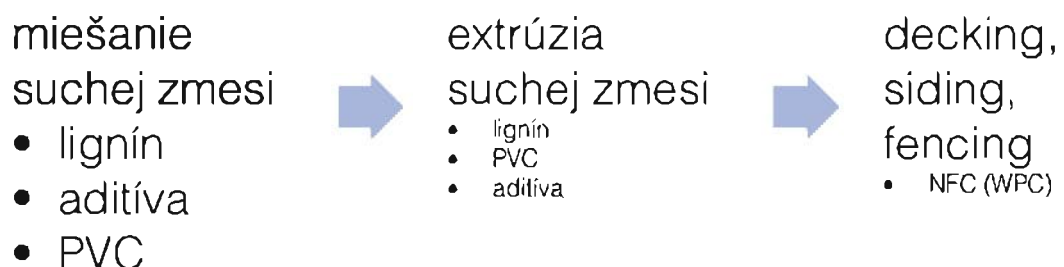 miešanie
suchej zmesi
• lignín
• aditíva
• PVC
extrúzia
suchej zmesi
• lignín
• PVC
• aditíva
decking,
siding,
fencing
• NFC (WPC)